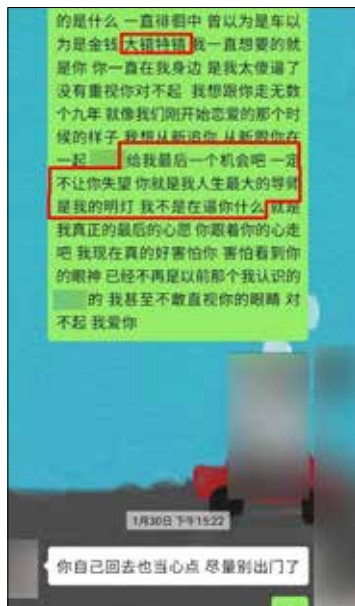 的是什么 一直徘徊中 曾以为是车以
为是金钱 大错特错 我一直想要的就
是你 你一直在我身边 是我太傻逼了
没有重视你对不起 我想跟你走无数
个九年 就像我们刚开始恋爱的那个时
候的样子 我想从新追你 从新跟你在
一起 给我最后一个机会吧 一定
不让你失望 你就是我人生最大的导师
是我的明灯 我不是在逼你什么 就是
我真正的最后的心愿 你跟着你的心走
吧 我现在真的好害怕你 害怕看到你
的眼神 已经不再是以前那个我认识的
的 我甚至不敢直视你的眼睛 对
不起 我爱你
1月30日 下午15:22
你自己回去也当心点 尽量别出门了